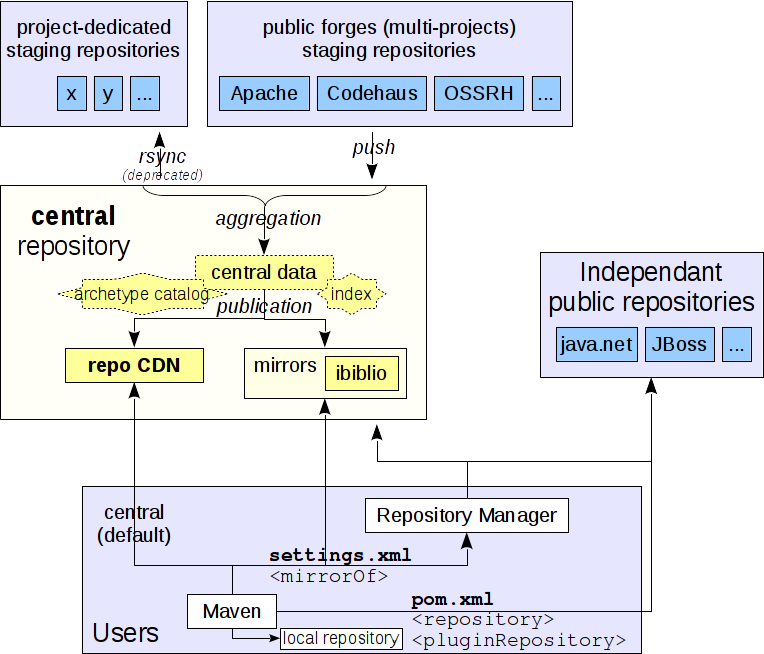 project-dedicated
staging repositories
x y ...
public forges (multi-projects)
staging repositories
Apache Codehaus OSSRH ...
rsync
(deprecated)
push
central
repository
aggregation
central data
archetype catalog
index
publication
repo CDN
mirrors
ibiblio
Independant
public repositories
java.net JBoss ...
central
(default)
Repository Manager
settings.xml
<mirrorOf>
Maven
pom.xml
<repository>
<pluginRepository>
local repository
Users